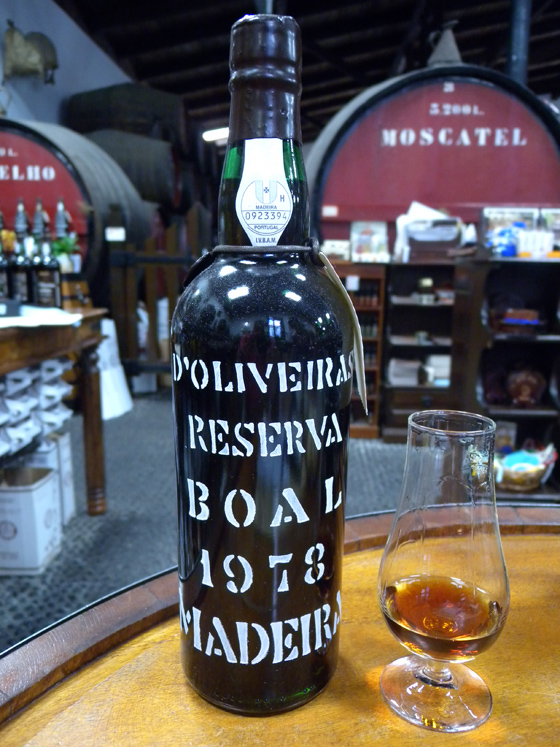 5.200L.
MOSCATEL
ELHO
H
MADEIRA
0923394
PORTUGAL
I.V.B.A.M.
D'OLIVEIRAS
RESERVA
BOAL
1978
MADEIRA